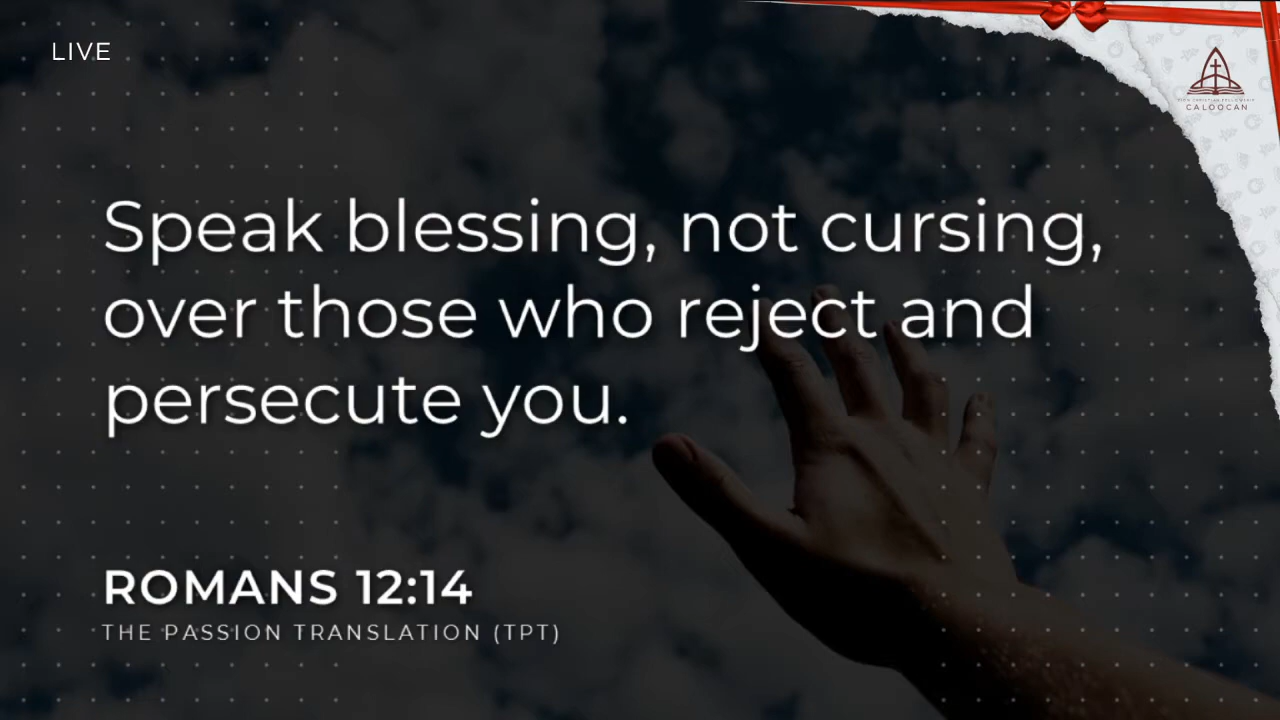 LIVE
CALOOCAN
Speak blessing, not cursing,
over those who reject and
persecute you.
ROMANS 12:14
THE PASSION TRANSLATION (TPT)